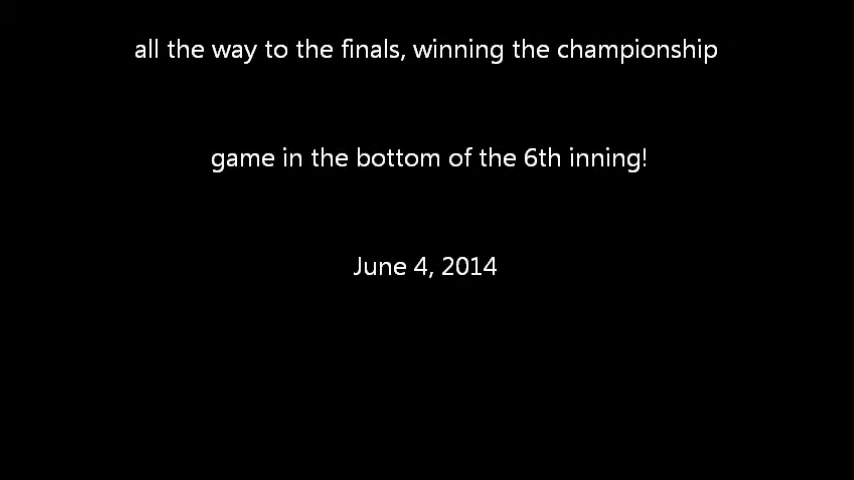 all the way to the finals, winning the championship
game in the bottom of the 6th inning!
June 4, 2014